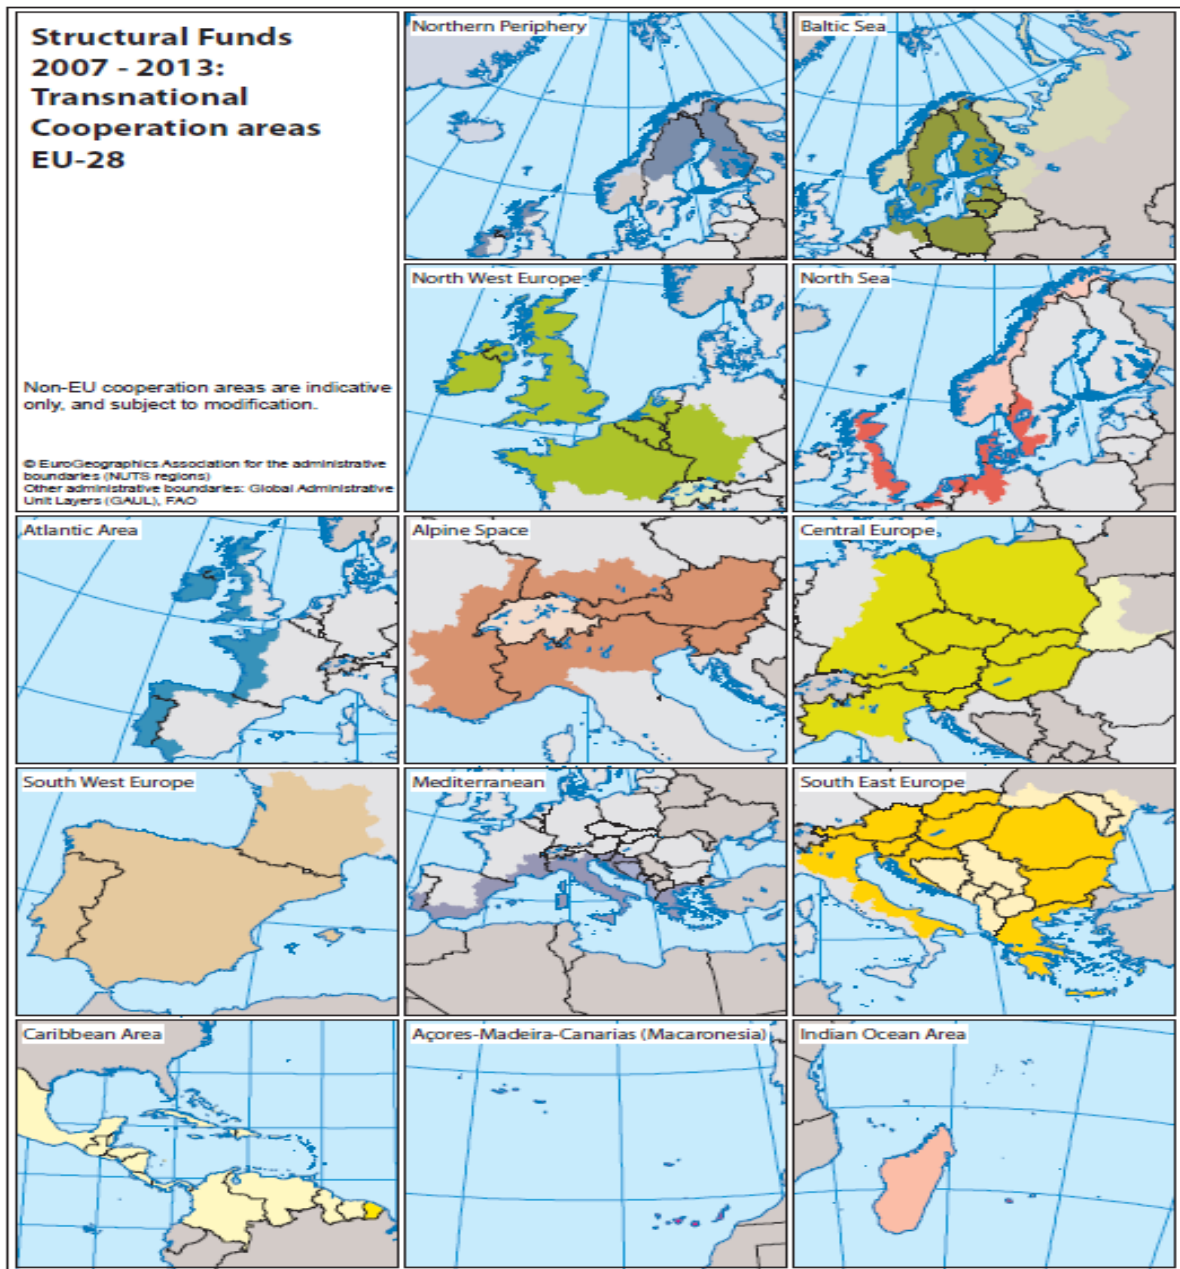 Structural Funds
2007 - 2013:
Transnational
Cooperation areas
EU-28
Non-EU cooperation areas are indicative
only, and subject to modification.
© EuroGeographics Association for the administrative
boundaries (NUTS regions)
Other administrative boundaries: Global Administrative
Unit Layers (GAUL), FAO
Northern Periphery
Baltic Sea
North West Europe
North Sea
Atlantic Area
Alpine Space
Central Europe
South West Europe
Mediterranean
South East Europe
Caribbean Area
Açores-Madeira-Canarias (Macaronesia)
Indian Ocean Area